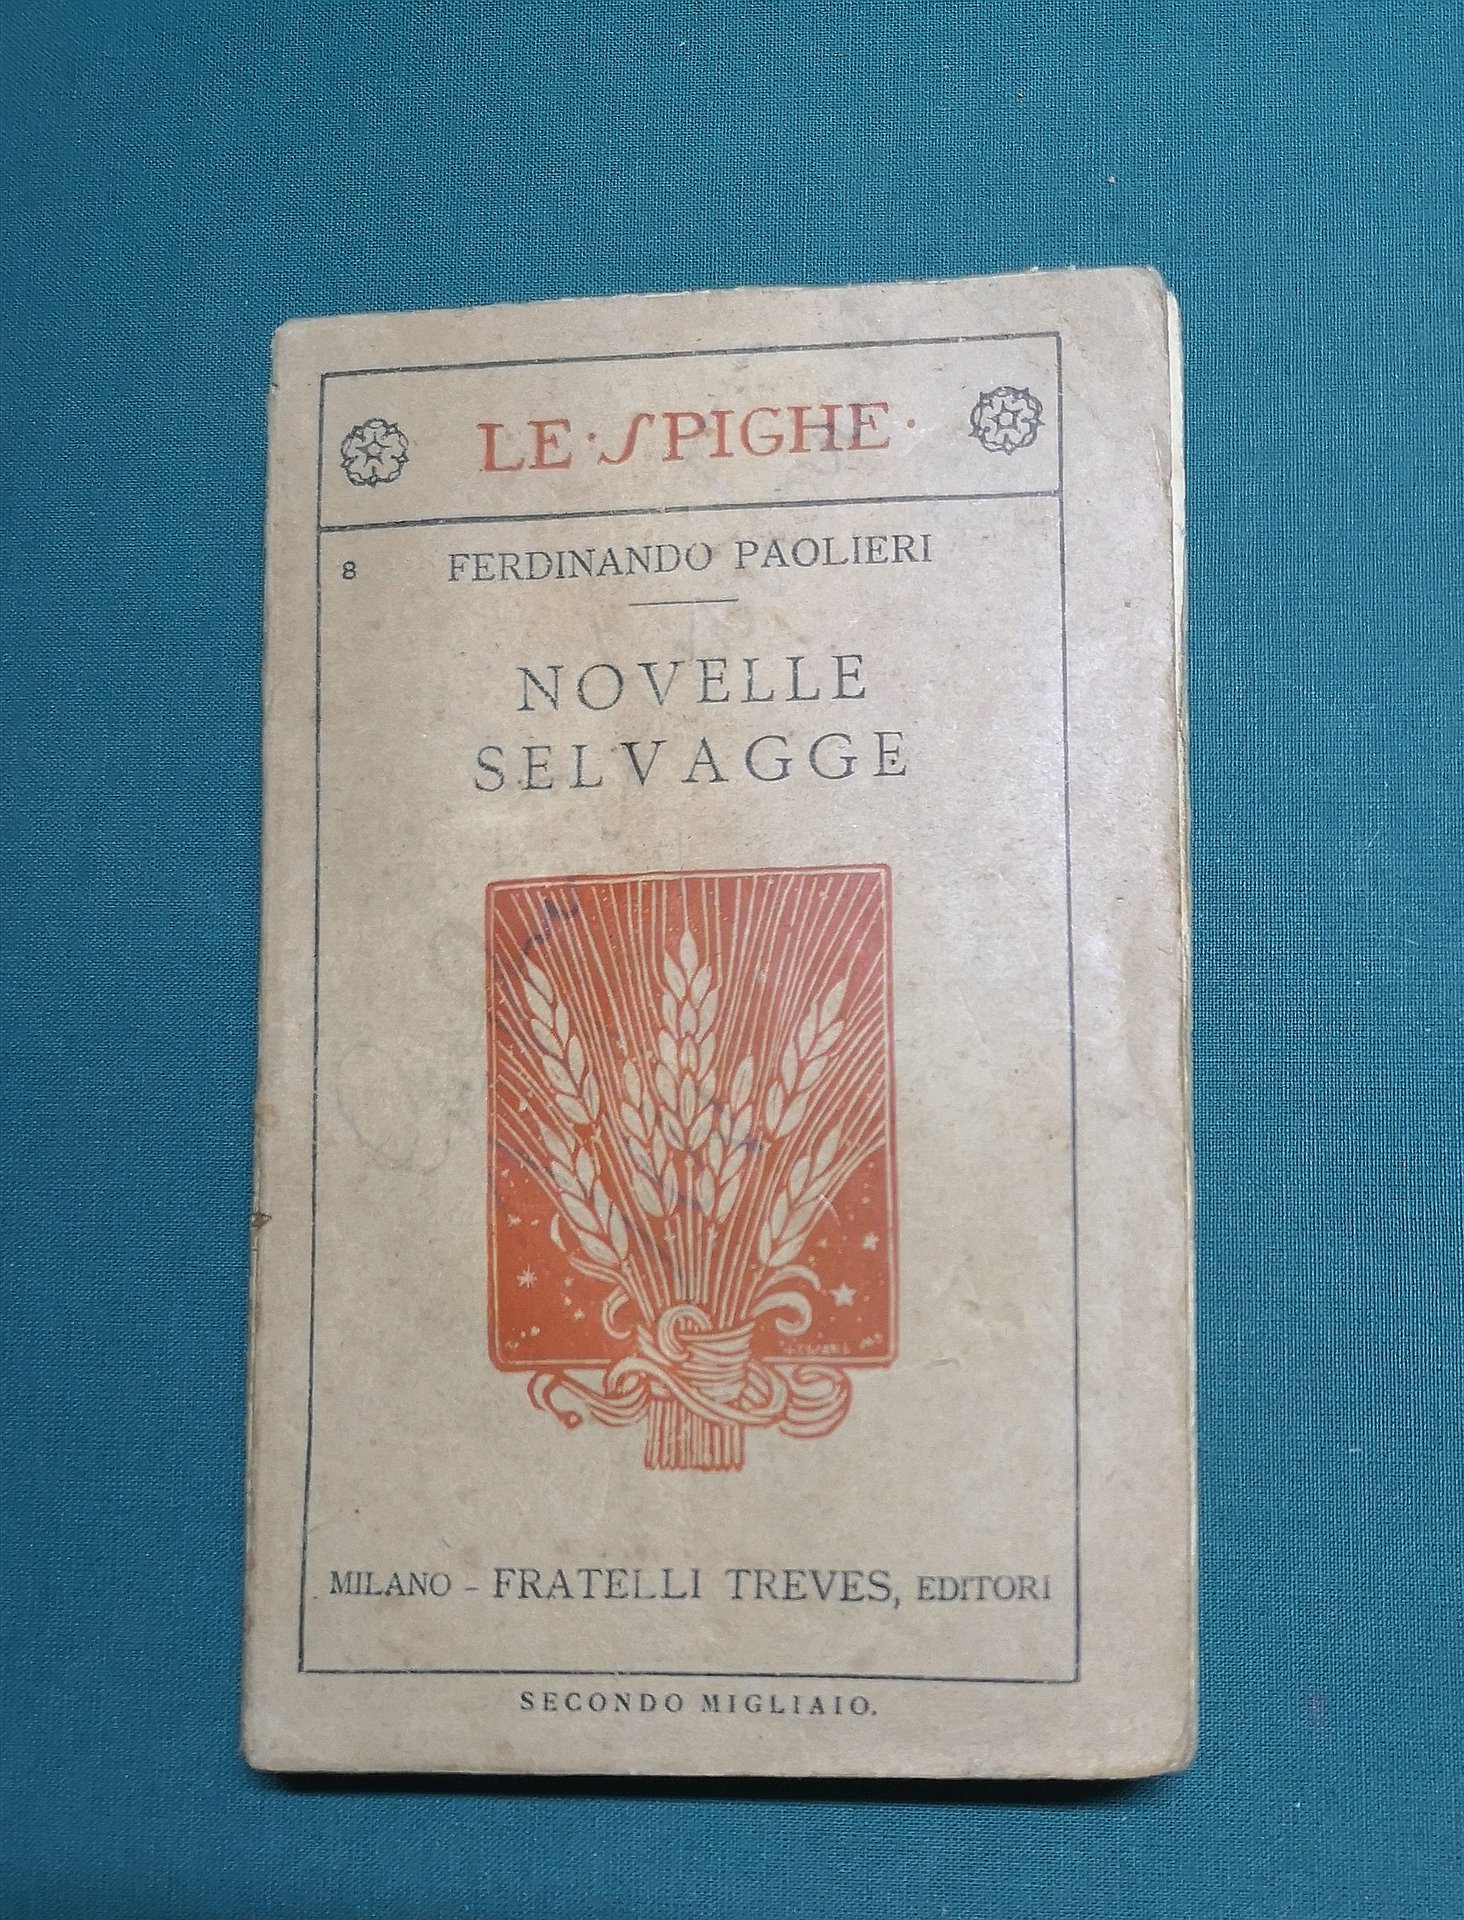 LE·SPIGHE·
8 FERDINANDO PAOLIERI
NOVELLE
SELVAGGE
MILANO – FRATELLI TREVES, EDITORI
SECONDO MIGLIAIO.